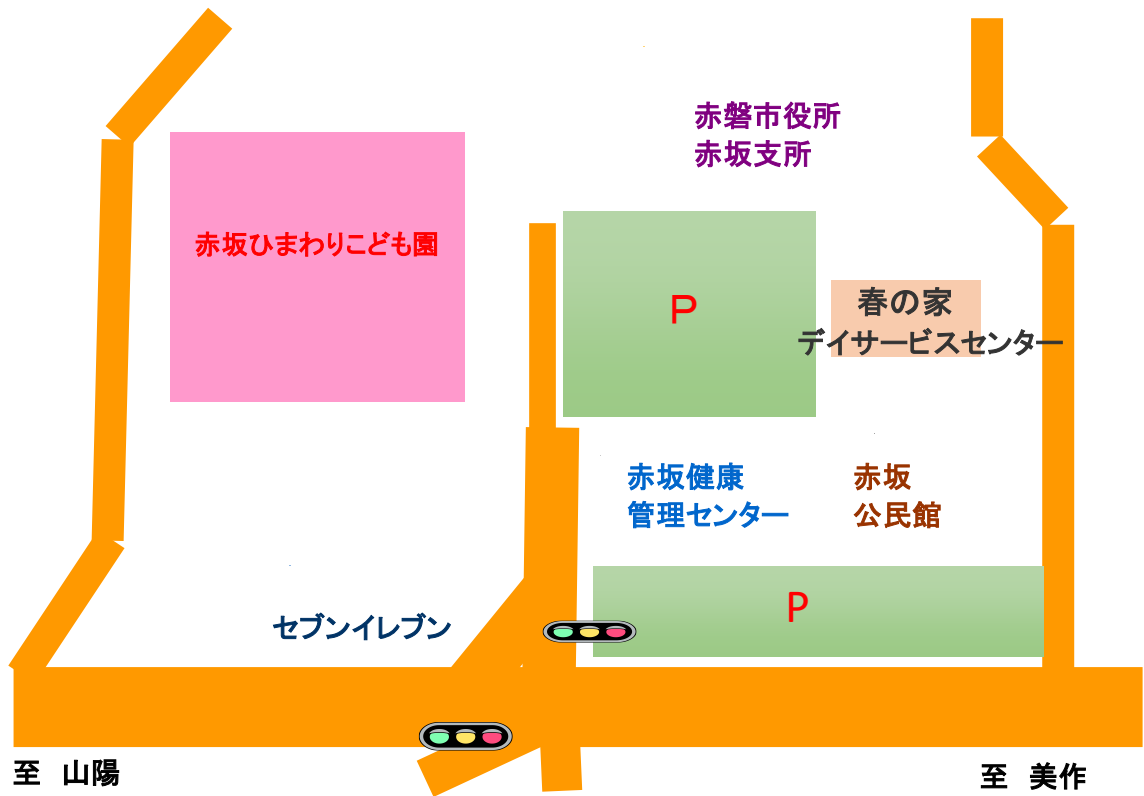 赤磐市役所
赤坂支所
赤坂ひまわりこども園
P
春の家
デイサービスセンター
赤坂健康
管理センター
赤坂
公民館
P
セブンイレブン
至　山陽
至　美作